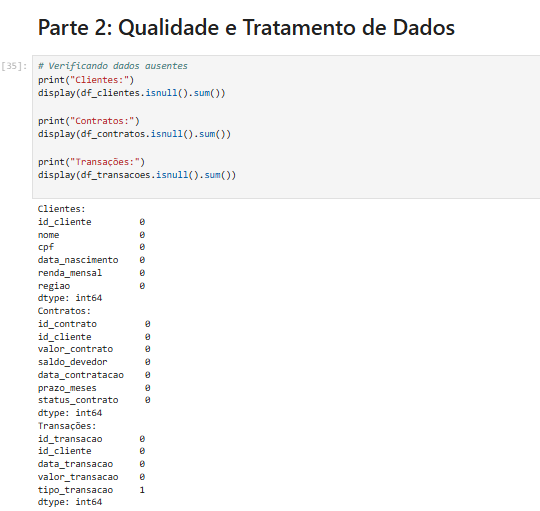 Parte 2: Qualidade e Tratamento de Dados
[35]: # Verificando dados ausentes
print("Clientes:")
display(df_clientes.isnull().sum())
print("Contratos:")
display(df_contratos.isnull().sum())
print("Transações:")
display(df_transacoes.isnull().sum())
Clientes:
id_cliente 0
nome 0
cpf 0
data_nascimento 0
renda_mensal 0
regiao 0
dtype: int64
Contratos:
id_contrato 0
id_cliente 0
valor_contrato 0
saldo_devedor 0
data_contratacao 0
prazo_meses 0
status_contrato 0
dtype: int64
Transações:
id_transacao 0
id_cliente 0
data_transacao 0
valor_transacao 0
tipo_transacao 1
dtype: int64